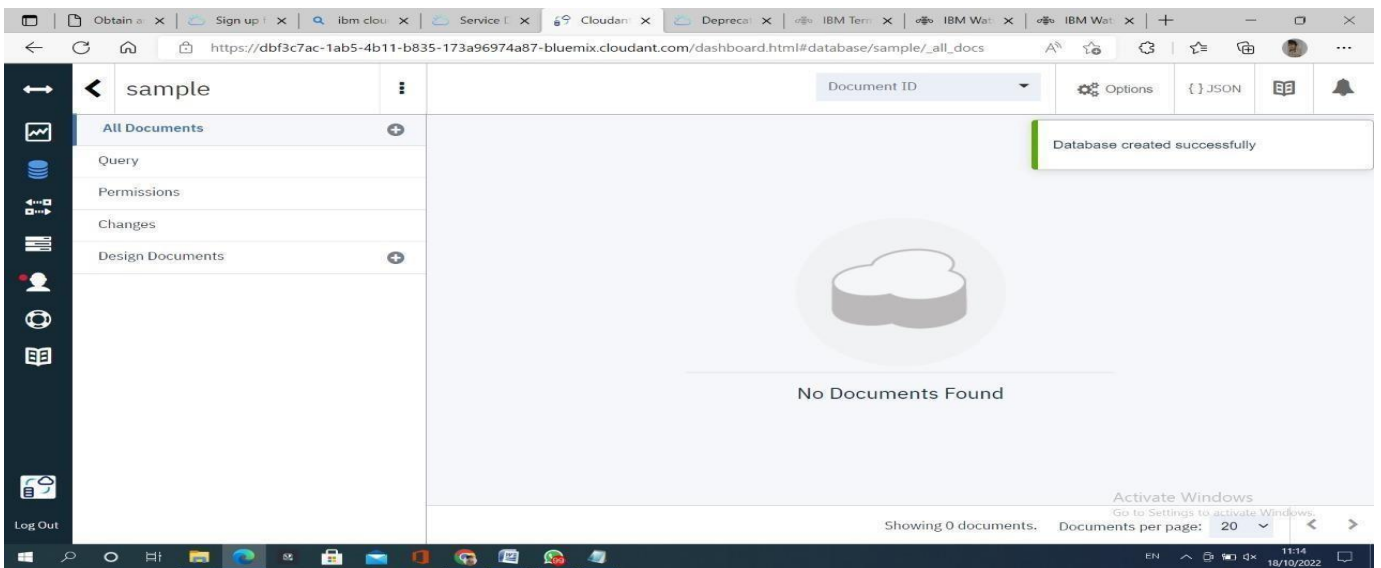 Obtain a
Sign up f
ibm clou
Service D
Cloudan
Deprecat
IBM Tern
IBM Wat
IBM Wat
https://dbf3c7ac-1ab5-4b11-b835-173a96974a87-bluemix.cloudant.com/dashboard.html#database/sample/_all_docs
sample
Document ID
Options
{ } JSON
All Documents
Query
Permissions
Changes
Design Documents
Database created successfully
No Documents Found
Activate Windows
Go to Settings to activate Windows.
Showing 0 documents.
Documents per page: 20
Log Out
EN
11:14
18/10/2022